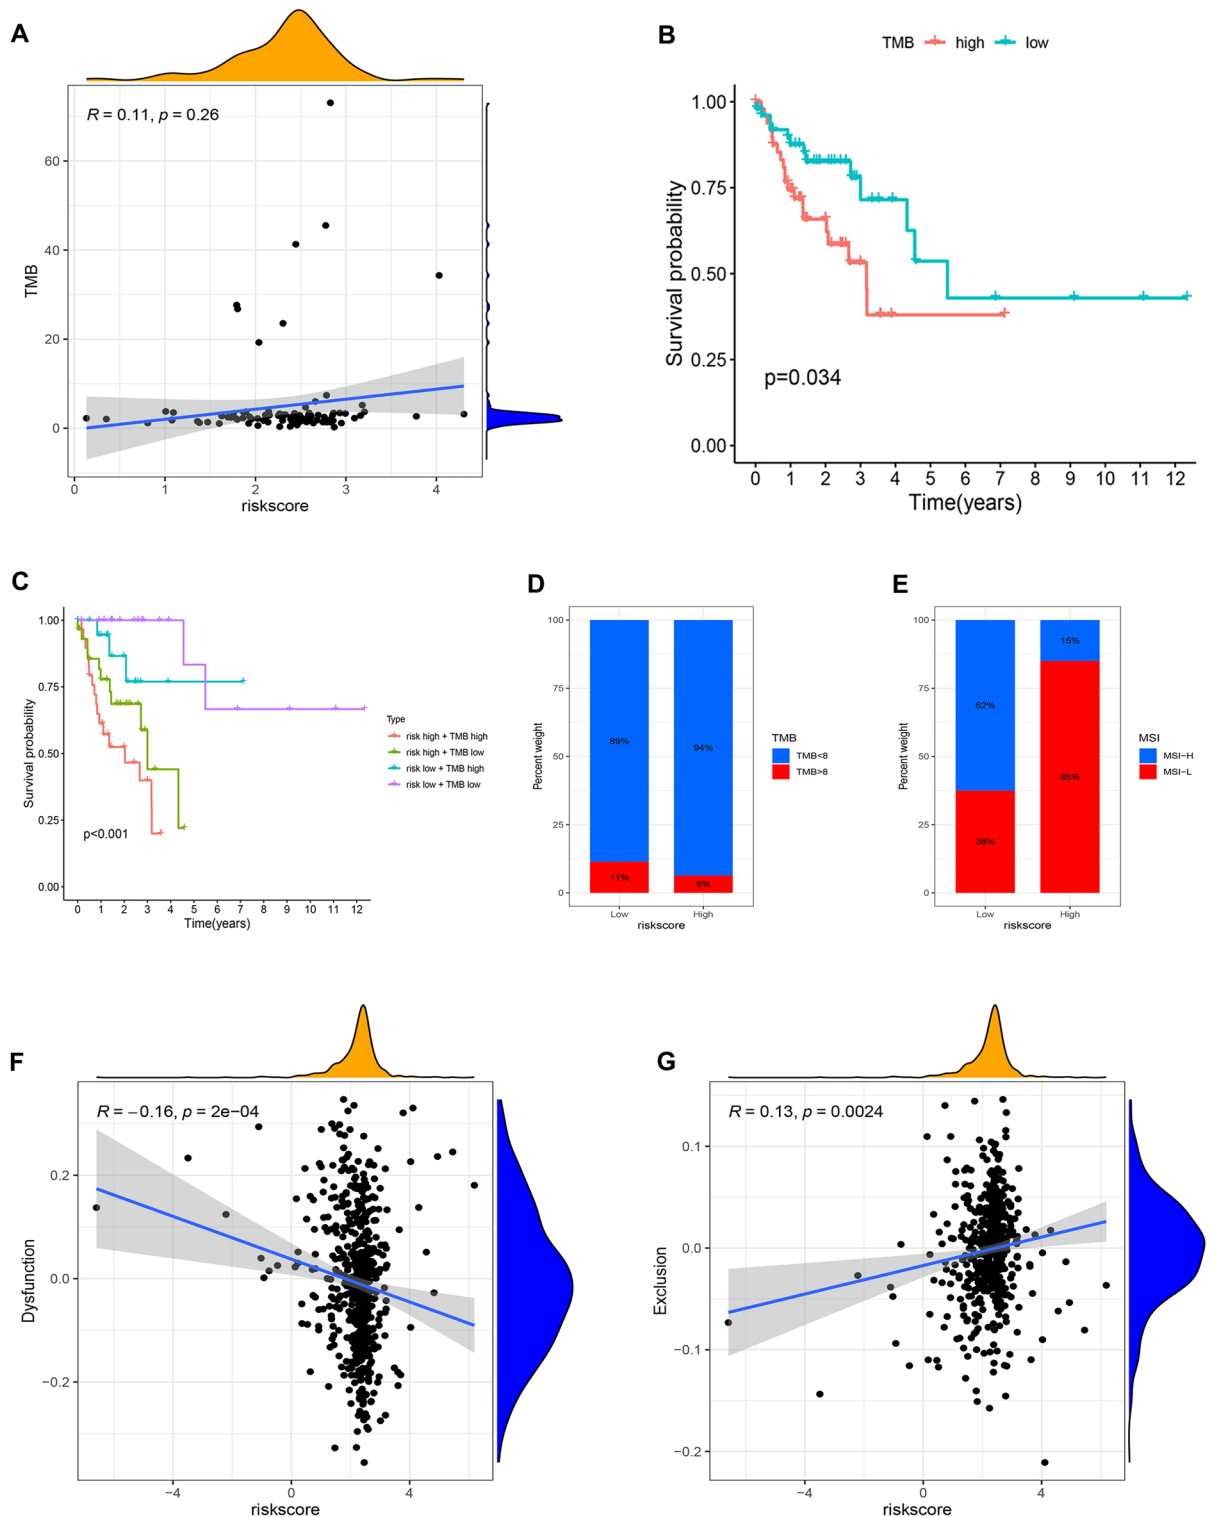 A
R = 0.11, p = 0.26
60
40
20
0
TMB
0 1 2 3 4
riskscore
B
TMB high low
1.00
0.75
0.50
0.25
0.00
Survival probability
p=0.034
0 1 2 3 4 5 6 7 8 9 10 11 12
Time(years)
C
1.00
0.75
0.50
0.25
0.00
Survival probability
p<0.001
0 1 2 3 4 5 6 7 8 9 10 11 12
Time(years)
Type
risk high + TMB high
risk high + TMB low
risk low + TMB high
risk low + TMB low
D
100
75
50
25
0
Percent weight
89%
94%
11%
6%
Low High
riskscore
TMB
TMB<8
TMB>8
E
100
75
50
25
0
Percent weight
15%
62%
85%
38%
Low High
riskscore
MSI
MSI−H
MSI−L
F
R = −0.16, p = 2e−04
0.2
0.0
−0.2
Dysfunction
−4 0 4
riskscore
G
R = 0.13, p = 0.0024
0.1
0.0
−0.1
−0.2
Exclusion
−4 0 4
riskscore